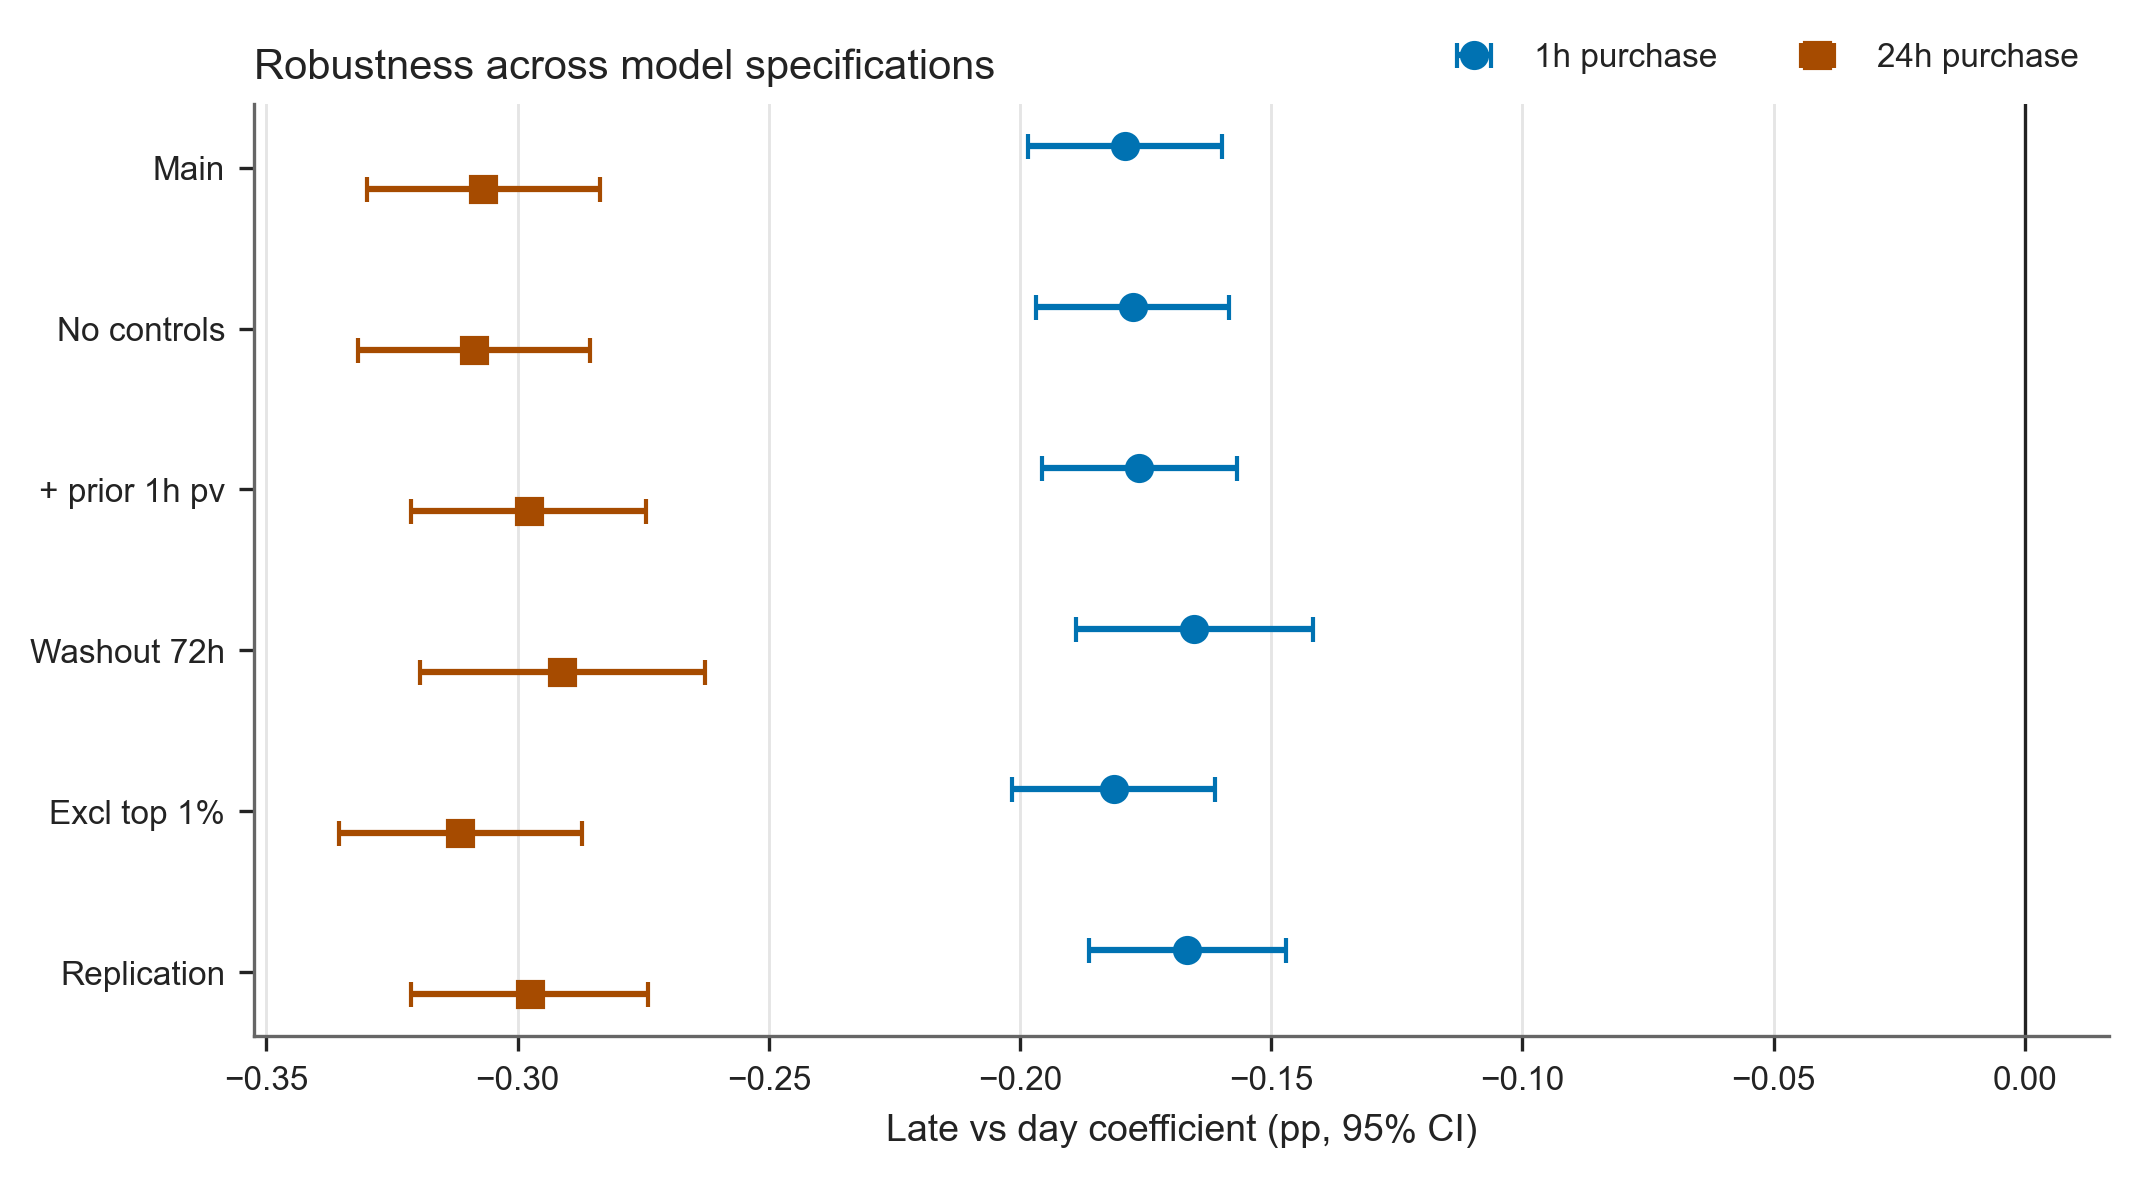 Robustness across model specifications
1h purchase
24h purchase
Main
No controls
+ prior 1h pv
Washout 72h
Excl top 1%
Replication
−0.35 −0.30 −0.25 −0.20 −0.15 −0.10 −0.05 0.00
Late vs day coefficient (pp, 95% CI)